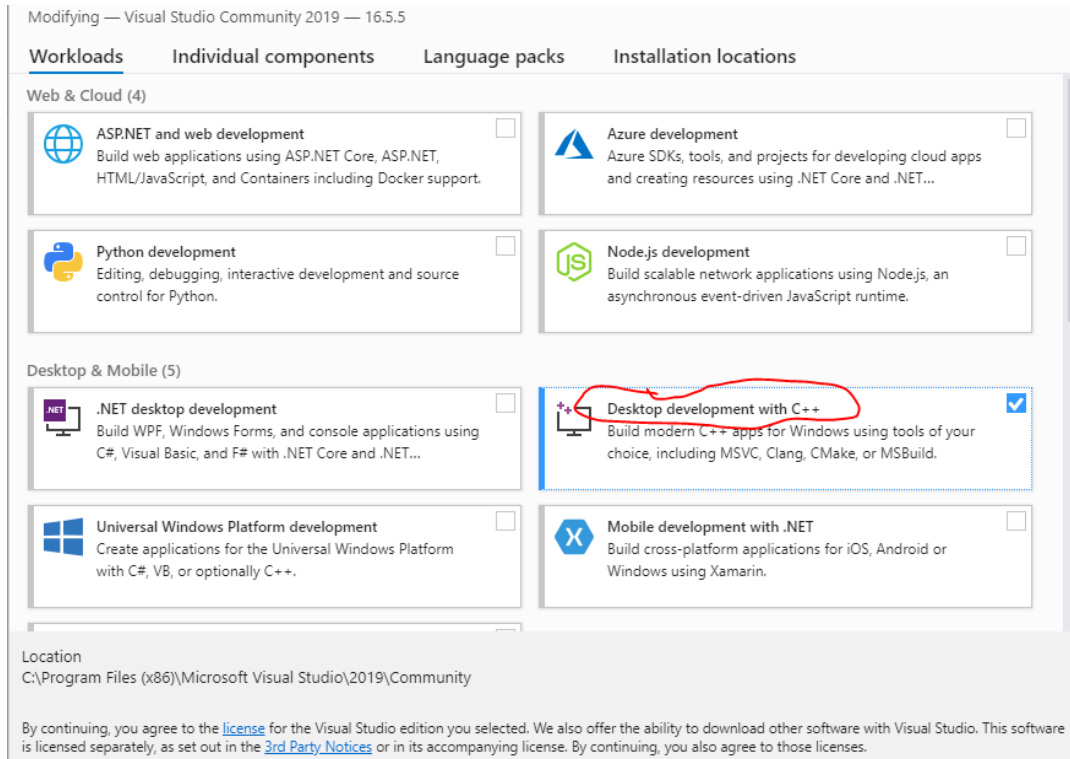 Modifying — Visual Studio Community 2019 — 16.5.5
Workloads Individual components Language packs Installation locations
Web & Cloud (4)
ASP.NET and web development
Build web applications using ASP.NET Core, ASP.NET,
HTML/JavaScript, and Containers including Docker support.
Azure development
Azure SDKs, tools, and projects for developing cloud apps
and creating resources using .NET Core and .NET...
Python development
Editing, debugging, interactive development and source
control for Python.
JS
Node.js development
Build scalable network applications using Node.js, an
asynchronous event-driven JavaScript runtime.
Desktop & Mobile (5)
.NET
.NET desktop development
Build WPF, Windows Forms, and console applications using
C#, Visual Basic, and F# with .NET Core and .NET...
++
Desktop development with C++
Build modern C++ apps for Windows using tools of your
choice, including MSVC, Clang, CMake, or MSBuild.
Universal Windows Platform development
Create applications for the Universal Windows Platform
with C#, VB, or optionally C++.
X
Mobile development with .NET
Build cross-platform applications for iOS, Android or
Windows using Xamarin.
Location
C:\Program Files (x86)\Microsoft Visual Studio\2019\Community
By continuing, you agree to the license for the Visual Studio edition you selected. We also offer the ability to download other software with Visual Studio. This software
is licensed separately, as set out in the 3rd Party Notices or in its accompanying license. By continuing, you also agree to those licenses.